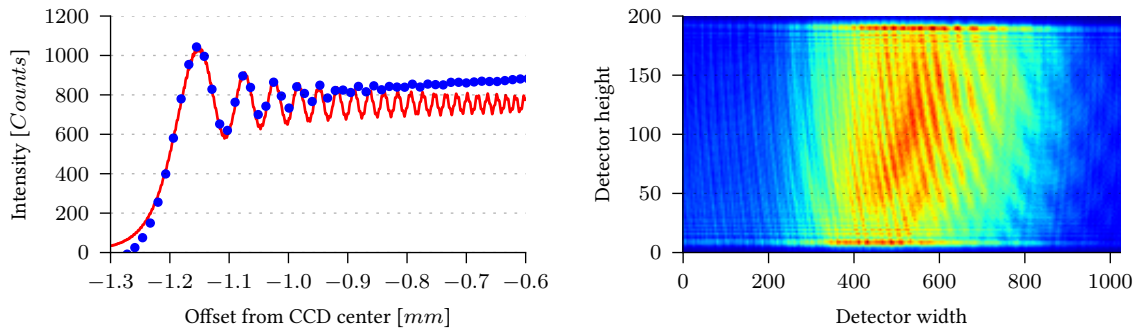 1200
1000
800
600
400
200
0
−1.3 −1.2 −1.1 −1.0 −0.9 −0.8 −0.7 −0.6
Offset from CCD center [mm]
Intensity [Counts]
200
150
100
50
0
0 200 400 600 800 1000
Detector width
Detector height